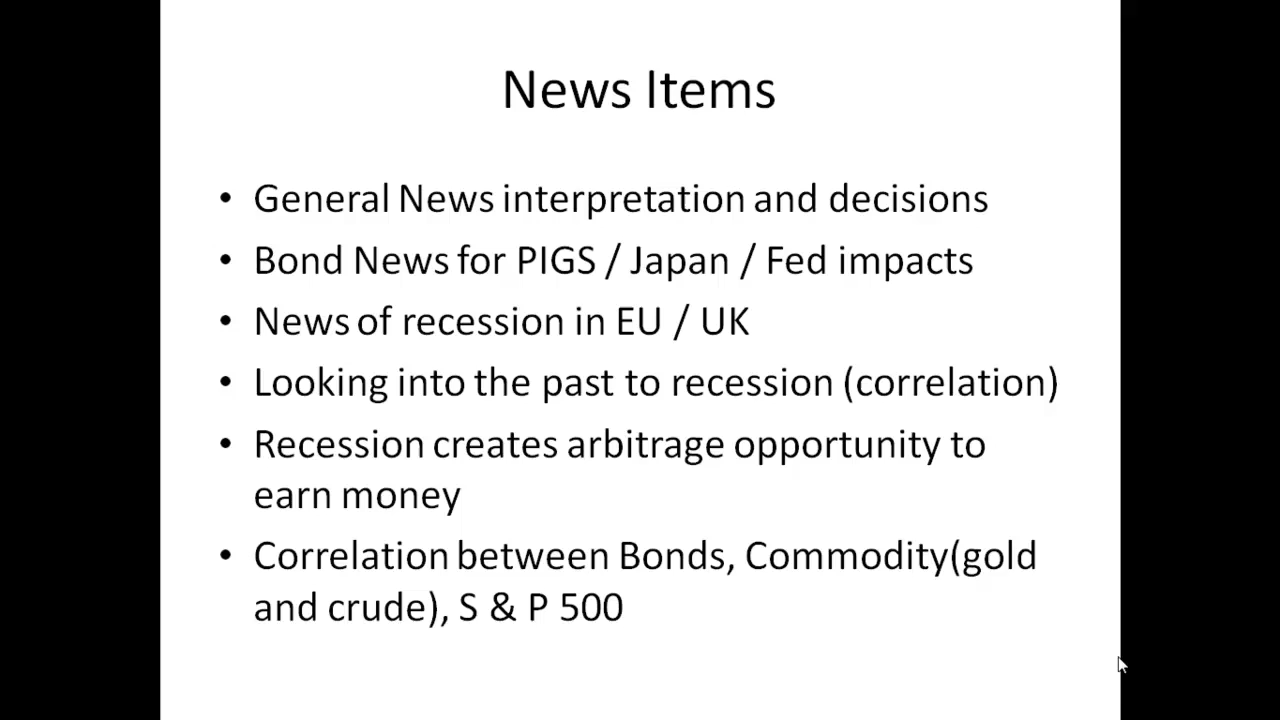 News Items
• General News interpretation and decisions
• Bond News for PIGS / Japan / Fed impacts
• News of recession in EU / UK
• Looking into the past to recession (correlation)
• Recession creates arbitrage opportunity to
earn money
• Correlation between Bonds, Commodity(gold
and crude), S & P 500